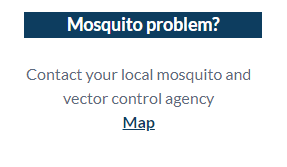 Mosquito problem?
Contact your local mosquito and
vector control agency
Map